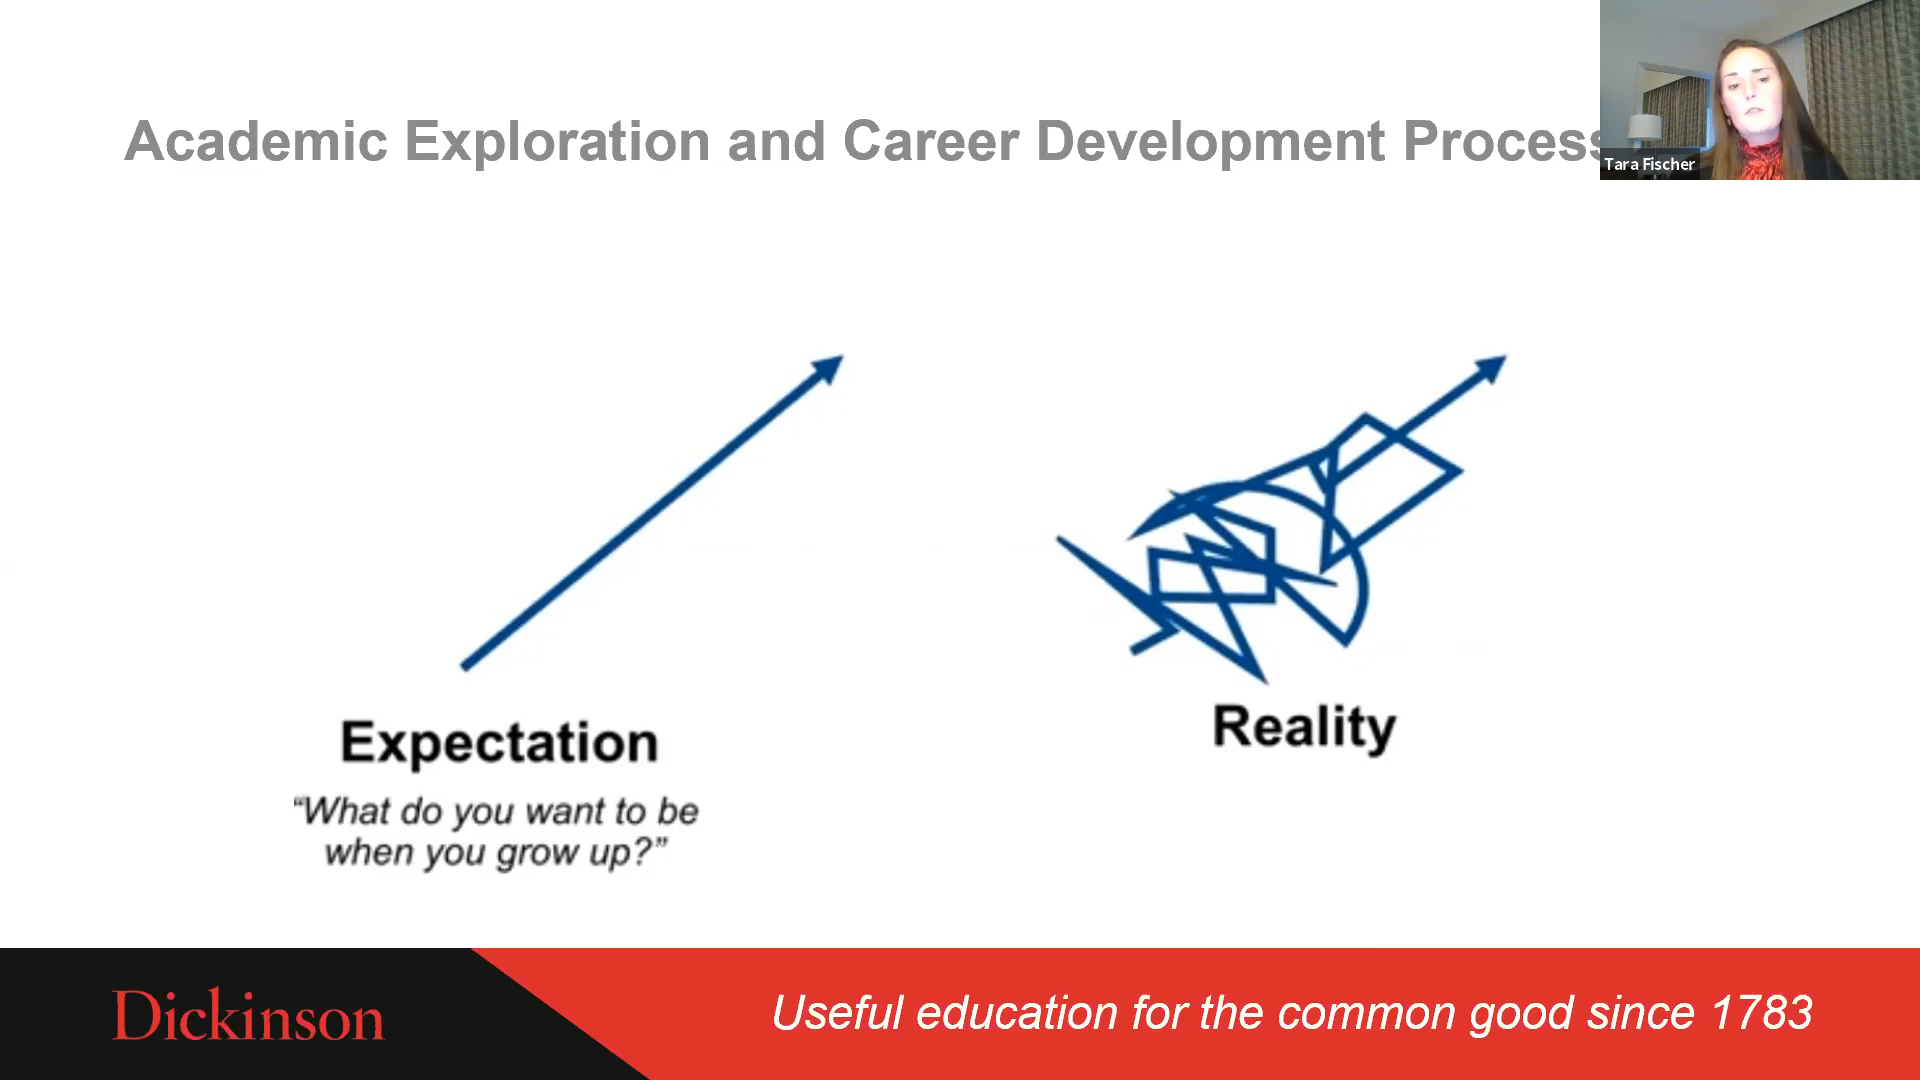 Academic Exploration and Career Development Process
Tara Fischer
Expectation
“What do you want to be
when you grow up?”
Reality
Dickinson
Useful education for the common good since 1783